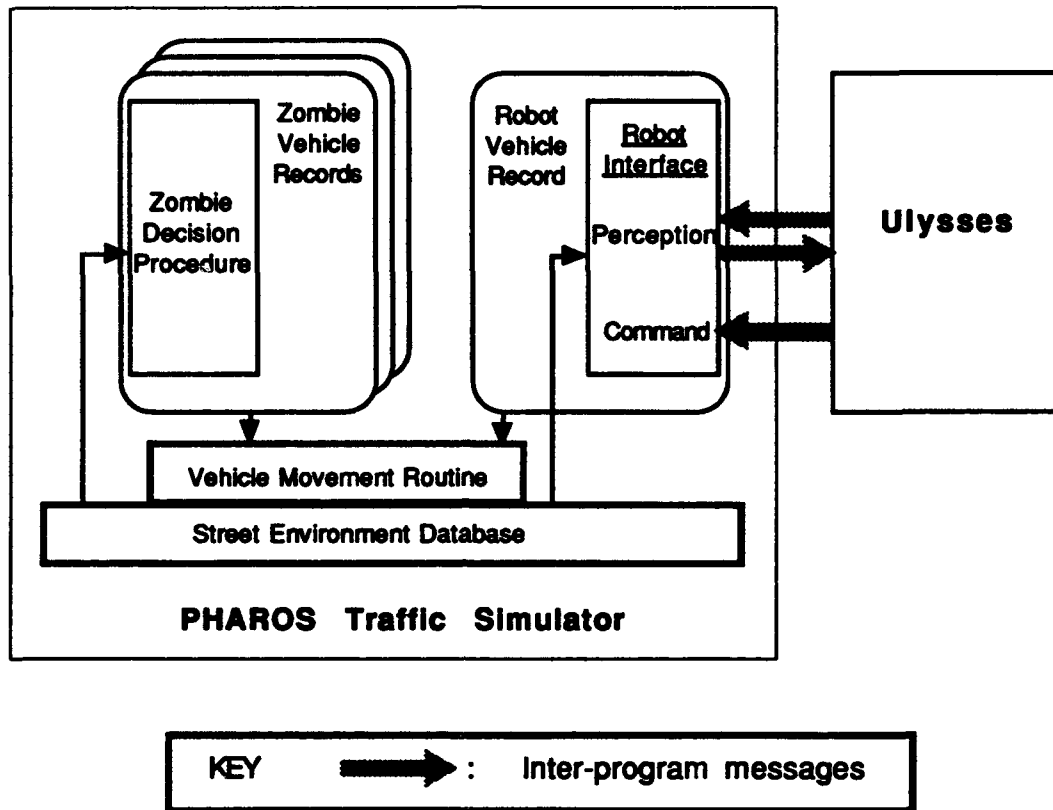 Zombie
Vehicle
Records
Zombie
Decision
Procedure
Robot
Vehicle
Record
Robot
Interface
Perception
Command
Ulysses
Vehicle Movement Routine
Street Environment Database
PHAROS Traffic Simulator
KEY : Inter-program messages